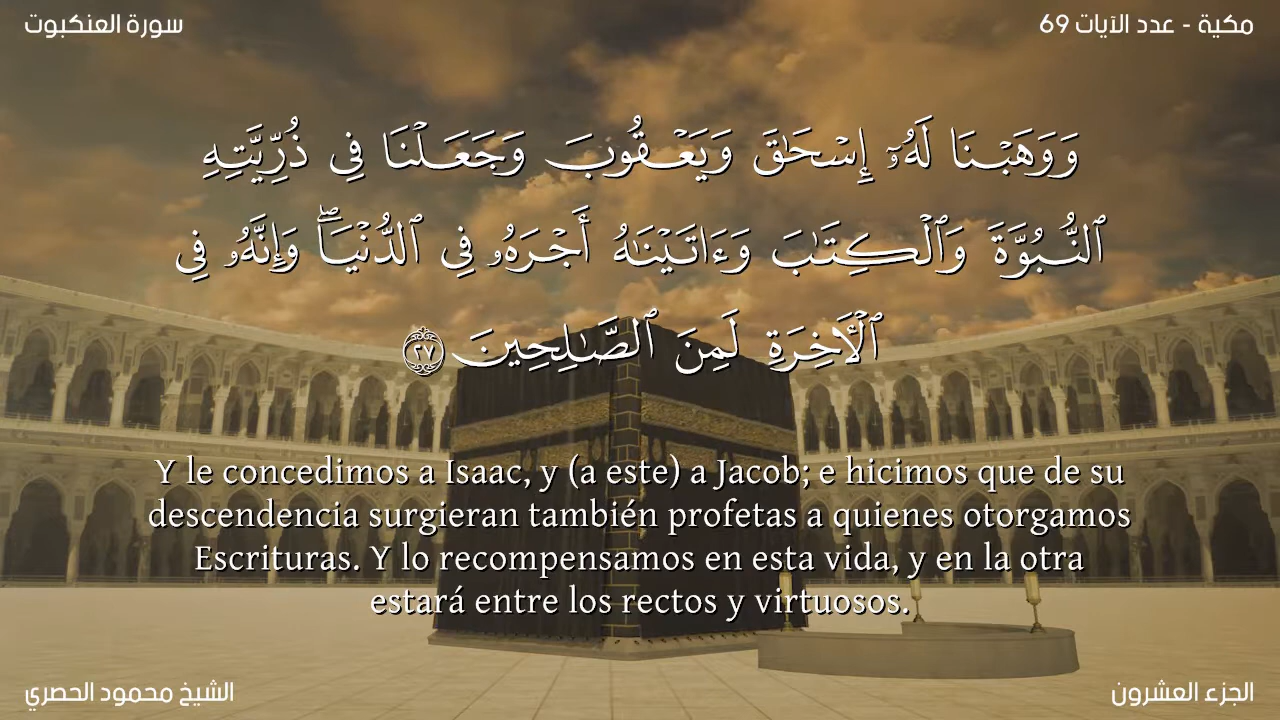 مكية - عدد الآيات 69
سورة العنكبوت
وَوَهَبْنَا لَهُۥٓ إِسْحَٰقَ وَيَعْقُوبَ وَجَعَلْنَا فِى ذُرِّيَّتِهِ
ٱلنُّبُوَّةَ وَٱلْكِتَٰبَ وَءَاتَيْنَٰهُ أَجْرَهُۥ فِى ٱلدُّنْيَا ۖ وَإِنَّهُۥ فِى
ٱلْءَاخِرَةِ لَمِنَ ٱلصَّٰلِحِينَ ٢٧
Y le concedimos a Isaac, y (a este) a Jacob; e hicimos que de su
descendencia surgieran también profetas a quienes otorgamos
Escrituras. Y lo recompensamos en esta vida, y en la otra
estará entre los rectos y virtuosos.
الجزء العشرون
الشيخ محمود الحصري